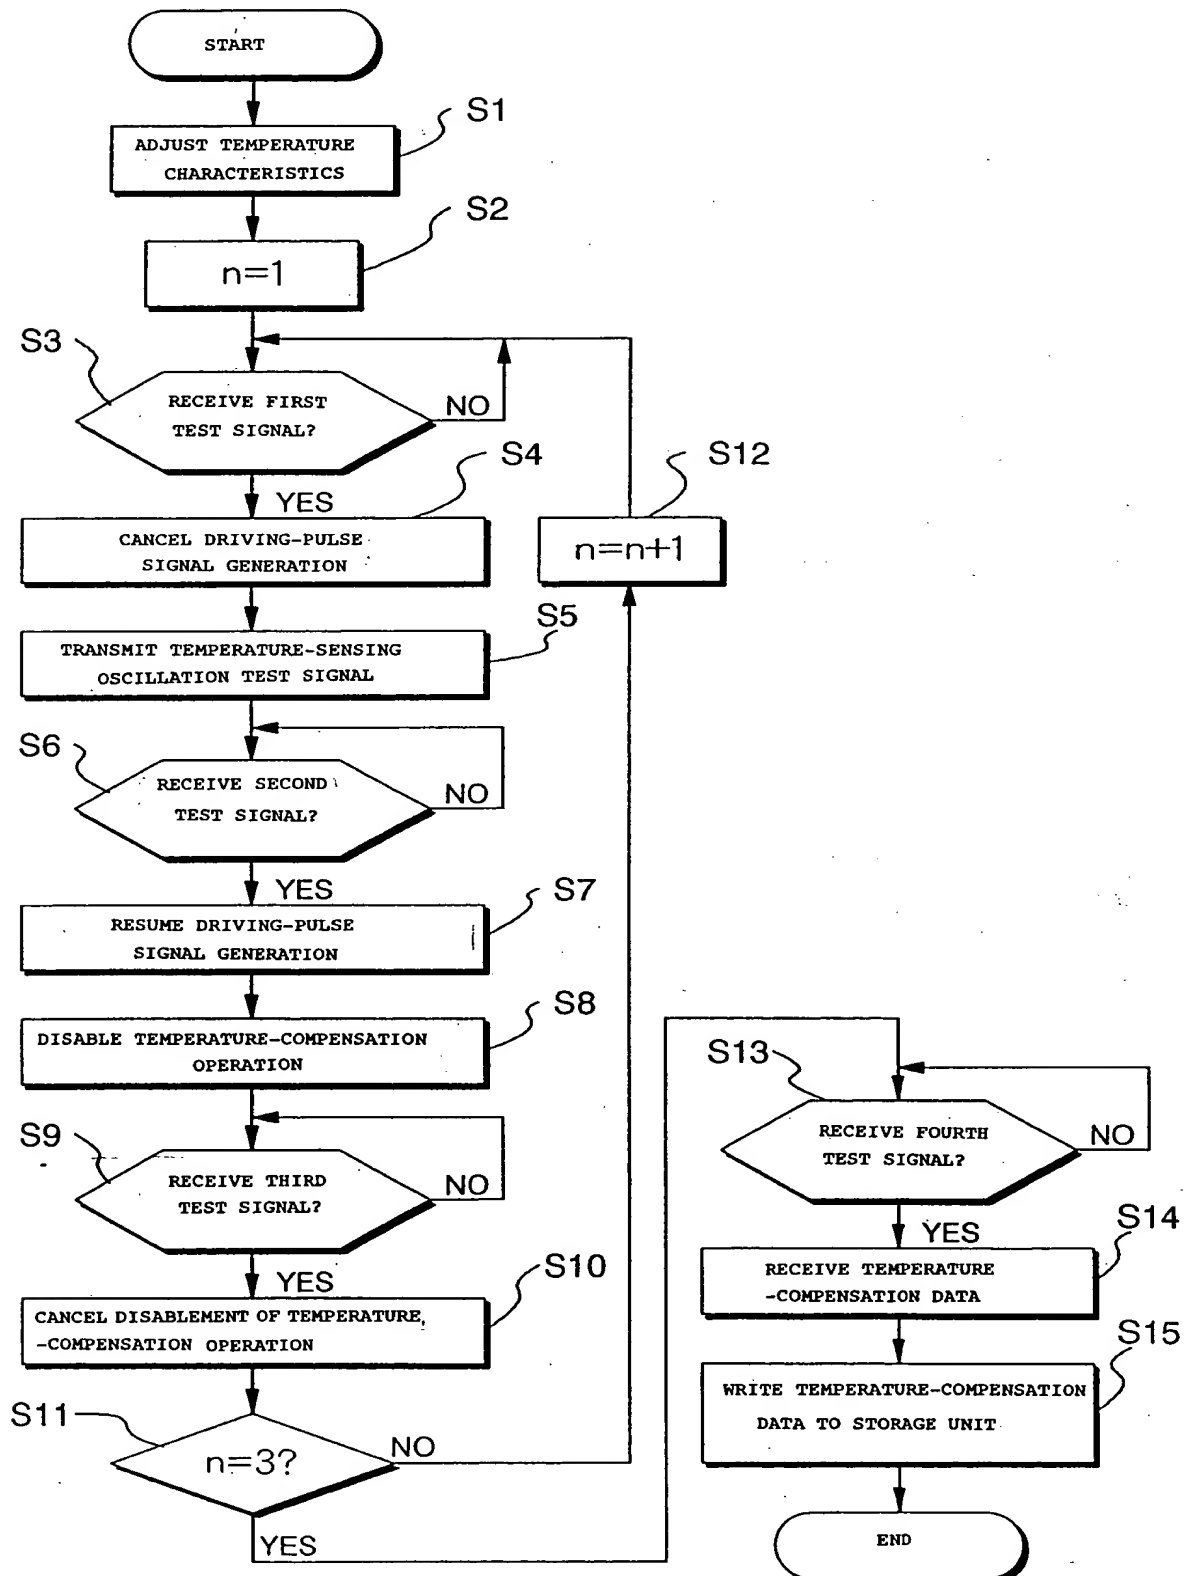 START
S1
ADJUST TEMPERATURE
CHARACTERISTICS
S2
n=1
S3
RECEIVE FIRST
TEST SIGNAL?
NO
YES
S4
CANCEL DRIVING-PULSE
SIGNAL GENERATION
S12
n=n+1
S5
TRANSMIT TEMPERATURE-SENSING
OSCILLATION TEST SIGNAL
S6
RECEIVE SECOND
TEST SIGNAL?
NO
YES
S7
RESUME DRIVING-PULSE
SIGNAL GENERATION
S8
DISABLE TEMPERATURE-COMPENSATION
OPERATION
S9
RECEIVE THIRD
TEST SIGNAL?
NO
YES
S10
CANCEL DISABLEMENT OF TEMPERATURE
-COMPENSATION OPERATION
S11
n=3?
NO
YES
S13
RECEIVE FOURTH
TEST SIGNAL?
NO
YES
S14
RECEIVE TEMPERATURE
-COMPENSATION DATA
S15
WRITE TEMPERATURE-COMPENSATION
DATA TO STORAGE UNIT
END